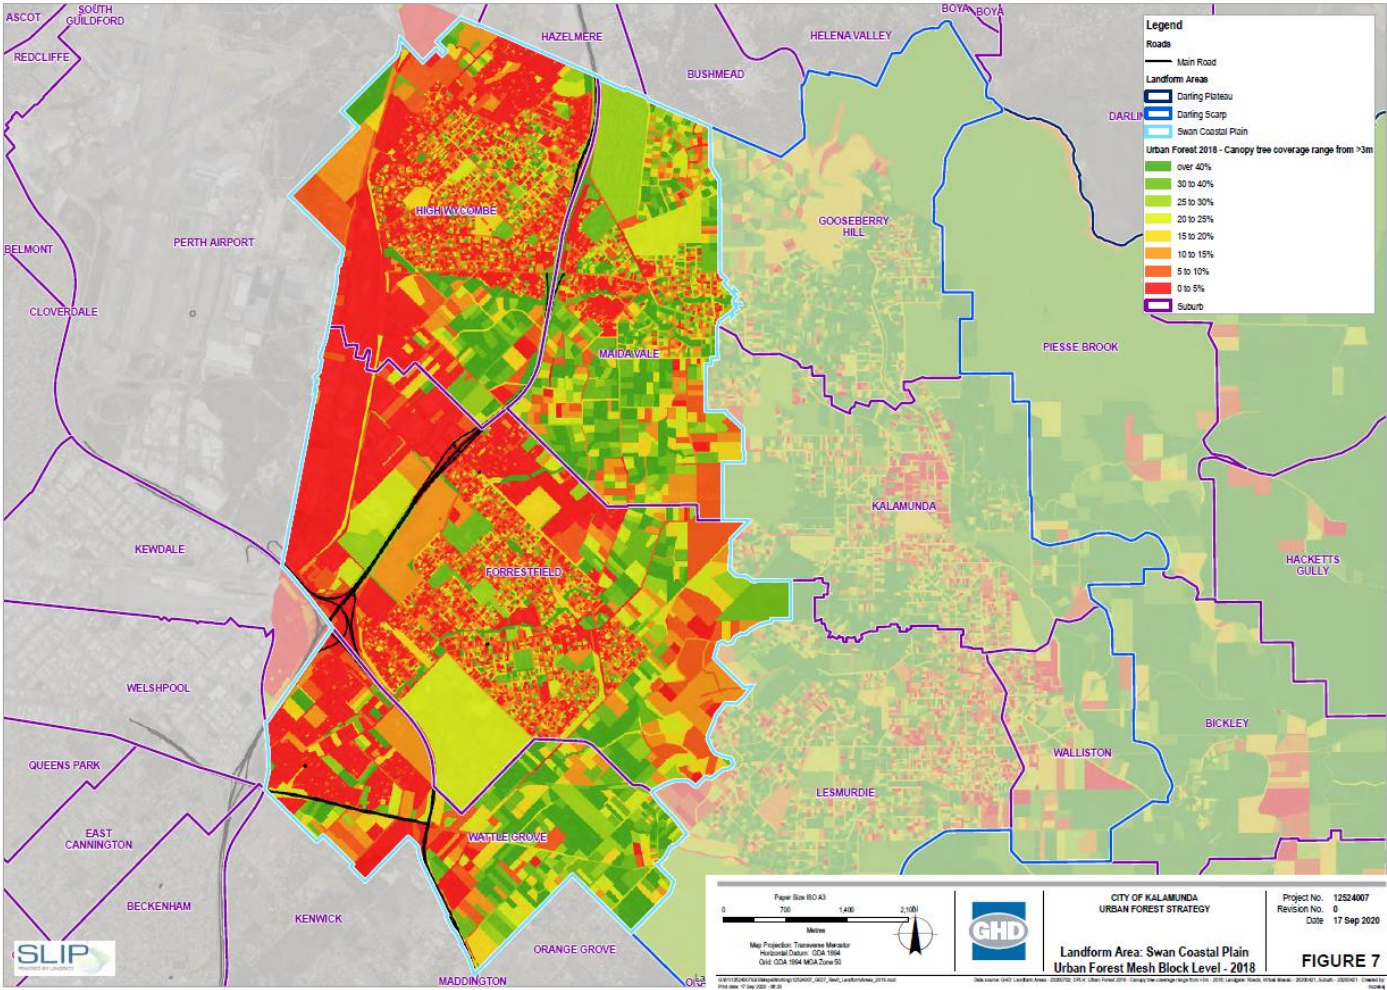 ASCOT
SOUTH
GUILDFORD
REDCLIFFE
HAZELMERE
BUSHMEAD
HELENA VALLEY
BOYA
BOYA
DARLIN
PERTH AIRPORT
BELMONT
CLOVERDALE
HIGH WYCOMBE
GOOSEBERRY
HILL
MAIDA VALE
PIESSE BROOK
KALAMUNDA
KEWDALE
FORRESTFIELD
HACKETTS
GULLY
WELSHPOOL
BICKLEY
WALLISTON
LESMURDIE
QUEENS PARK
EAST
CANNINGTON
WATTLE GROVE
BECKENHAM
KENWICK
ORANGE GROVE
MADDINGTON
Legend
Roads
Main Road
Landform Areas
Darling Plateau
Darling Scarp
Swan Coastal Plain
Urban Forest 2018 - Canopy tree coverage range from >3m
over 40%
30 to 40%
25 to 30%
20 to 25%
15 to 20%
10 to 15%
5 to 10%
0 to 5%
Suburb
SLIP
POWERED BY LANDGATE
Paper Size ISO A3
0 700 1,400 2,100
Metres
Map Projection: Transverse Mercator
Horizontal Datum: GDA 1994
Grid: GDA 1994 MGA Zone 50
GHD
CITY OF KALAMUNDA
URBAN FOREST STRATEGY
Landform Area: Swan Coastal Plain
Urban Forest Mesh Block Level - 2018
Project No. 12524007
Revision No. 0
Date 17 Sep 2020
FIGURE 7